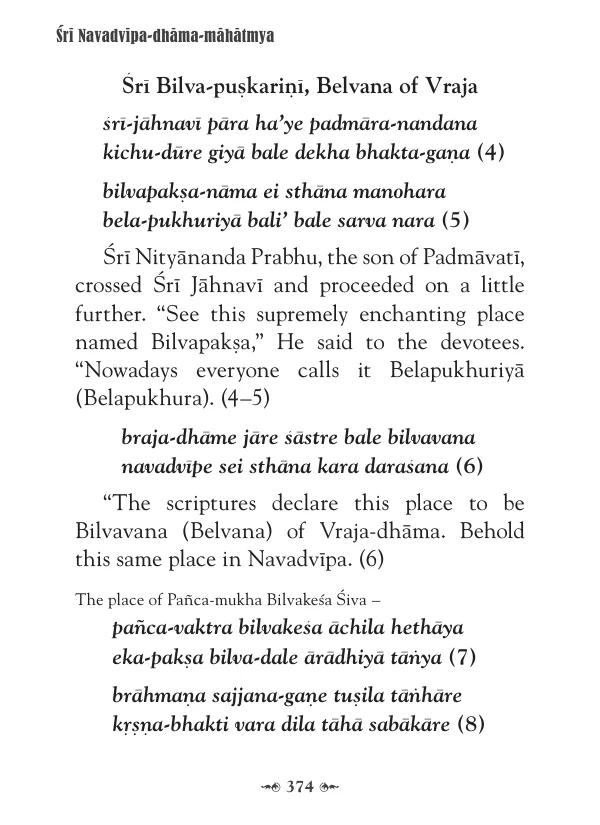 Śrī Navadvīpa-dhāma-māhātmya
Śrī Bilva-puṣkariṇī, Belvana of Vraja
śrī-jāhnavī pāra ha’ye padmāra-nandana
kichu-dūre giyā bale dekha bhakta-gaṇa (4)
bilvapakṣa-nāma ei sthāna manohara
bela-pukhuriyā bali’ bale sarva nara (5)
Śrī Nityānanda Prabhu, the son of Padmāvatī,
crossed Śrī Jāhnavī and proceeded on a little
further. “See this supremely enchanting place
named Bilvapakṣa,” He said to the devotees.
“Nowadays everyone calls it Belapukhuriyā
(Belapukhura). (4–5)
braja-dhāme jāre śāstre bale bilvavana
navadvīpe sei sthāna kara daraśana (6)
“The scriptures declare this place to be
Bilvavana (Belvana) of Vraja-dhāma. Behold
this same place in Navadvīpa. (6)
The place of Pañca-mukha Bilvakeśa Śiva –
pañca-vaktra bilvakeśa āchila hethāya
eka-pakṣa bilva-dale ārādhiyā tāṅya (7)
brāhmaṇa sajjana-gaṇe tuṣila tāṅhāre
kṛṣṇa-bhakti vara dila tāhā sabākāre (8)
374